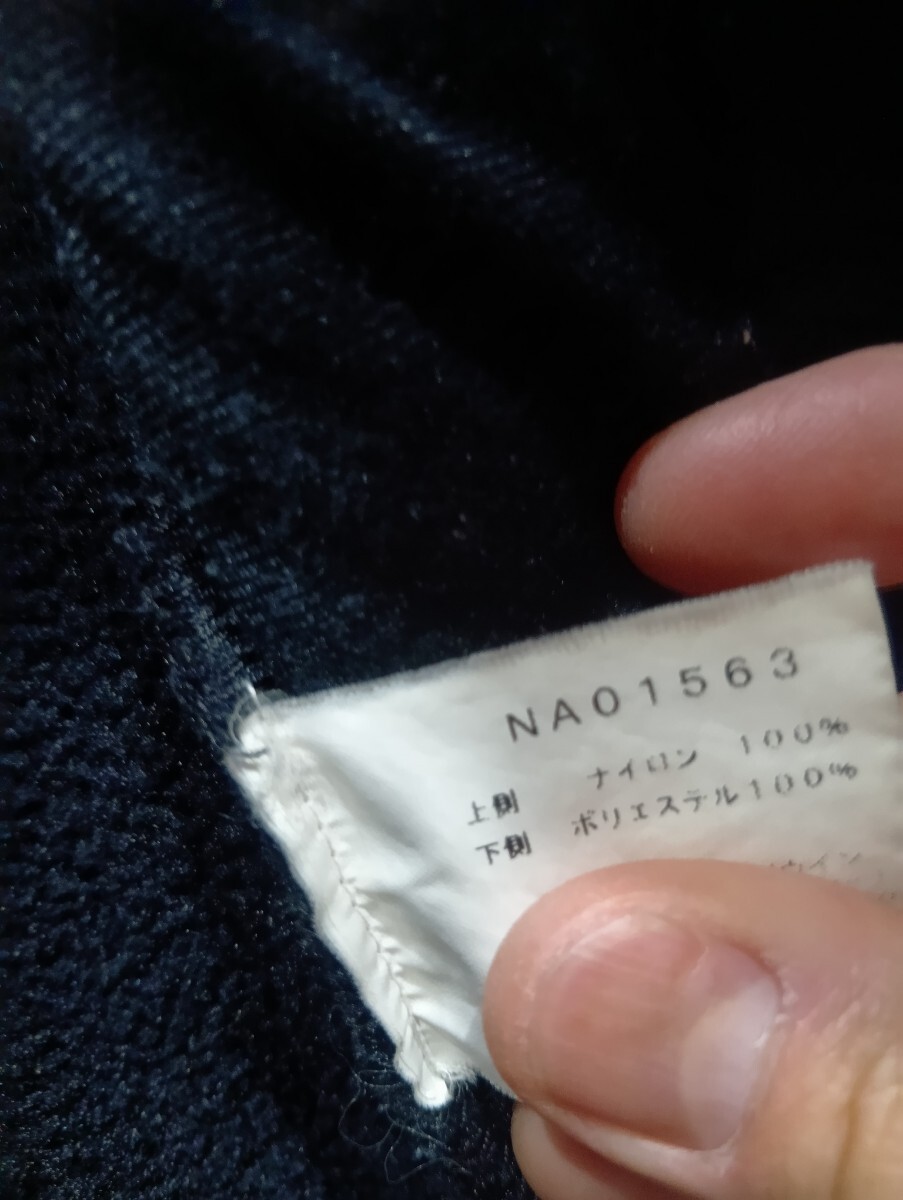 NA01563
上側 ナイロン 100%
下側 ポリエステル100%